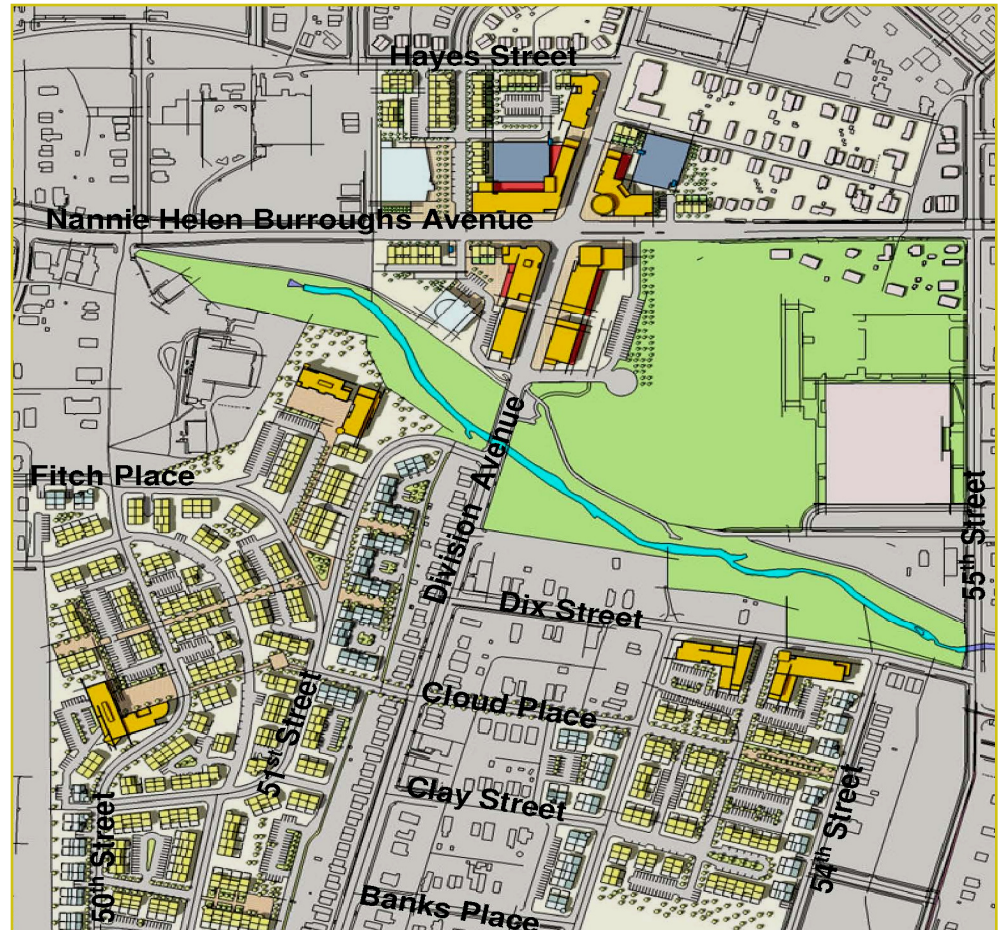 Hayes Street
Nannie Helen Burroughs Avenue
Fitch Place
Division Avenue
55th Street
Dix Street
Cloud Place
51st Street
Clay Street
54th Street
50th Street
Banks Place